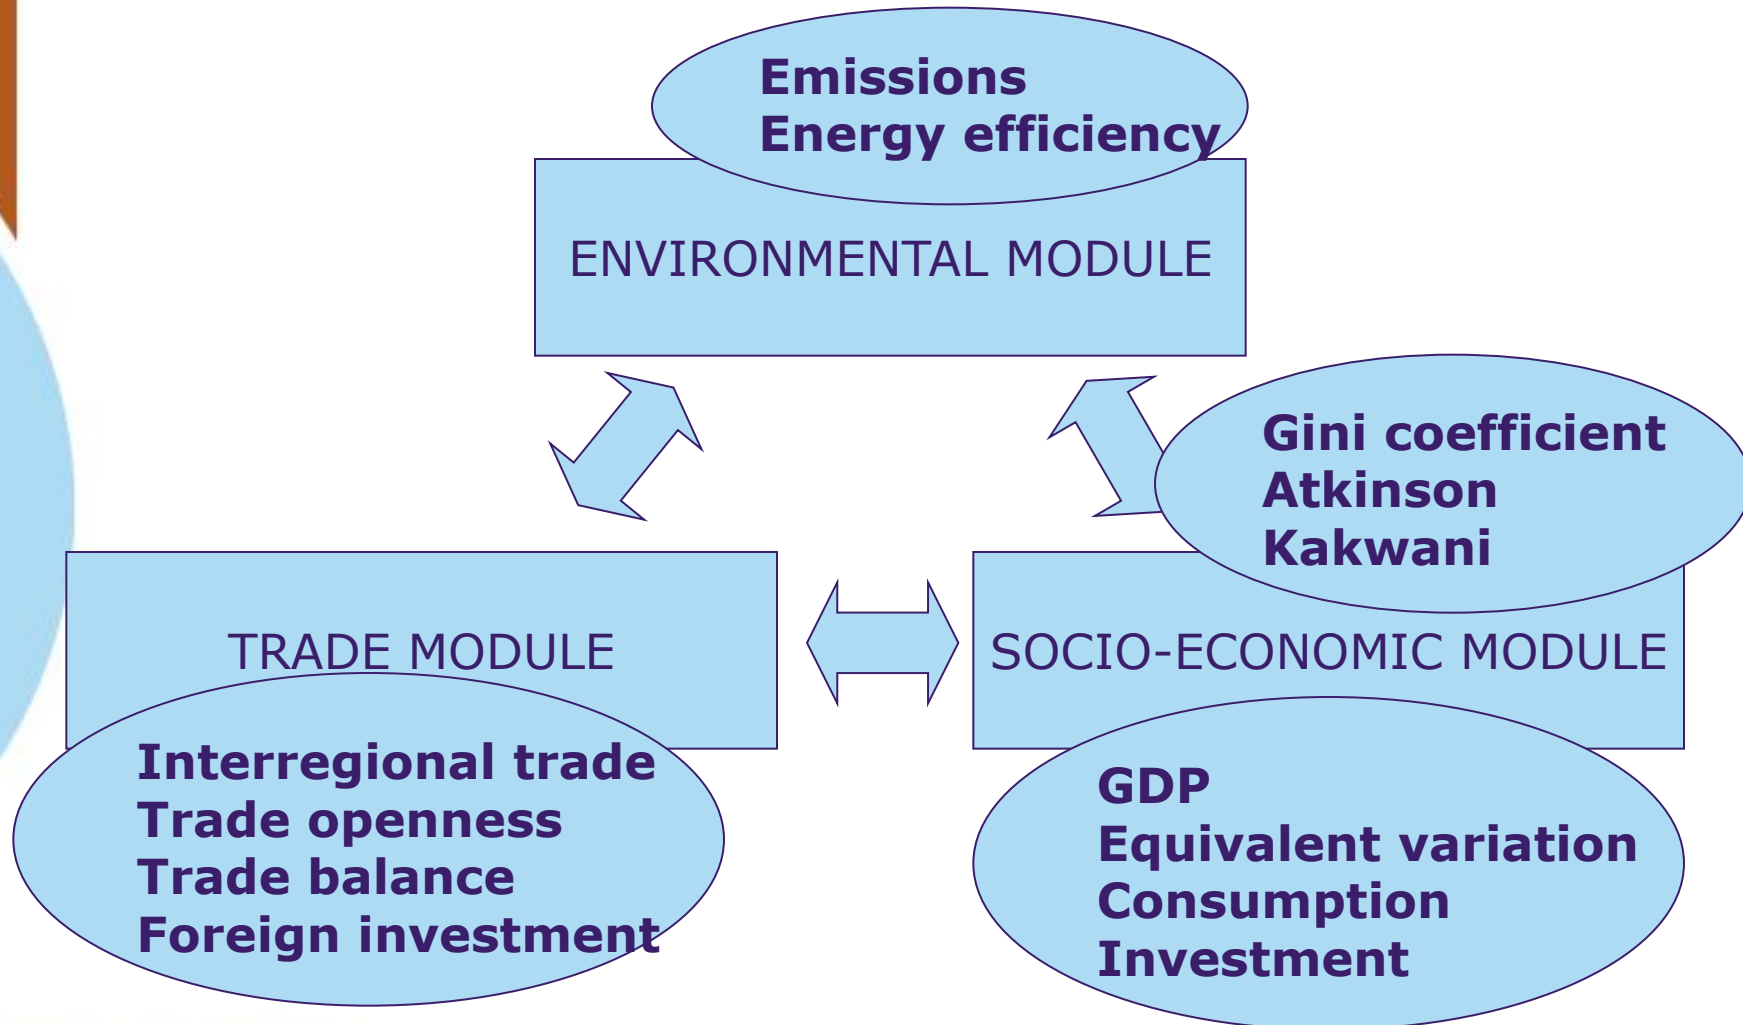 Emissions
Energy efficiency
ENVIRONMENTAL MODULE
Gini coefficient
Atkinson
Kakwani
TRADE MODULE
SOCIO-ECONOMIC MODULE
Interregional trade
Trade openness
Trade balance
Foreign investment
GDP
Equivalent variation
Consumption
Investment